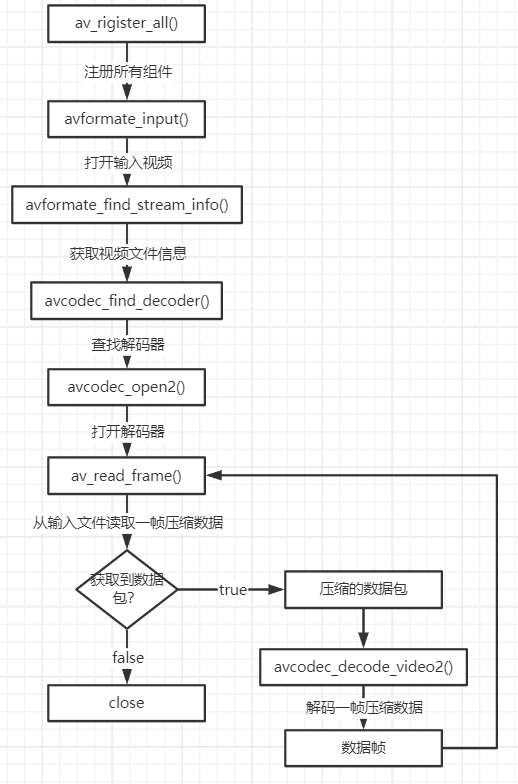 av_rigister_all()
注册所有组件
avformate_input()
打开输入视频
avformate_find_stream_info()
获取视频文件信息
avcodec_find_decoder()
查找解码器
avcodec_open2()
打开解码器
av_read_frame()
从输入文件读取一帧压缩数据
获取到数据
包?
true
压缩的数据包
false
avcodec_decode_video2()
close
解码一帧压缩数据
数据帧